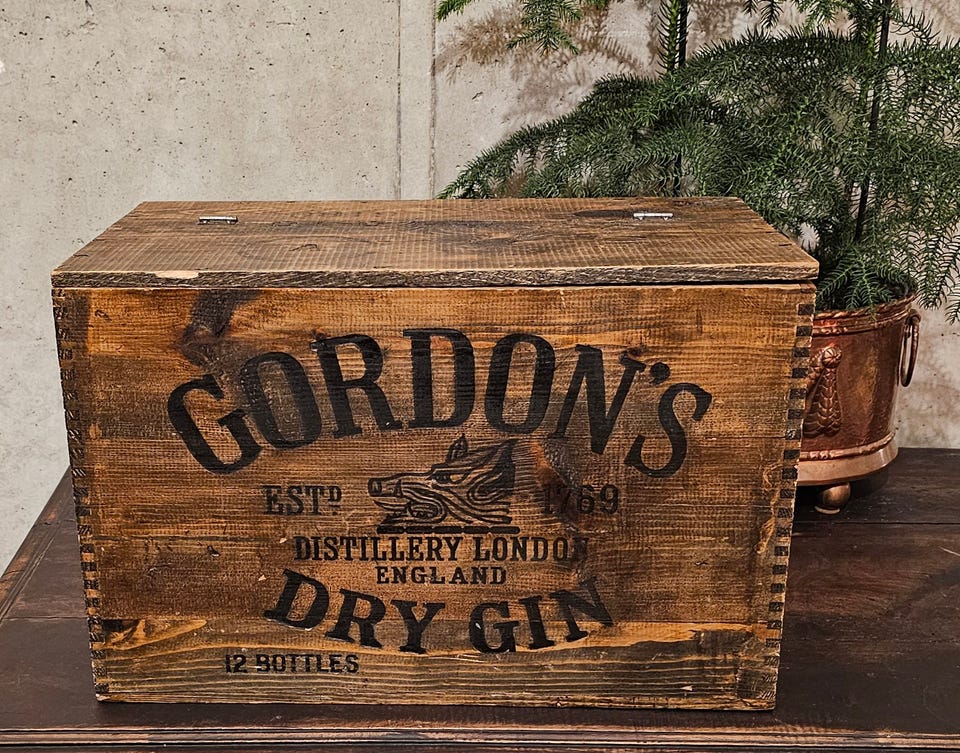 GORDON'S
ESTD 1769
DISTILLERY LONDON
ENGLAND
DRY GIN
12 BOTTLES